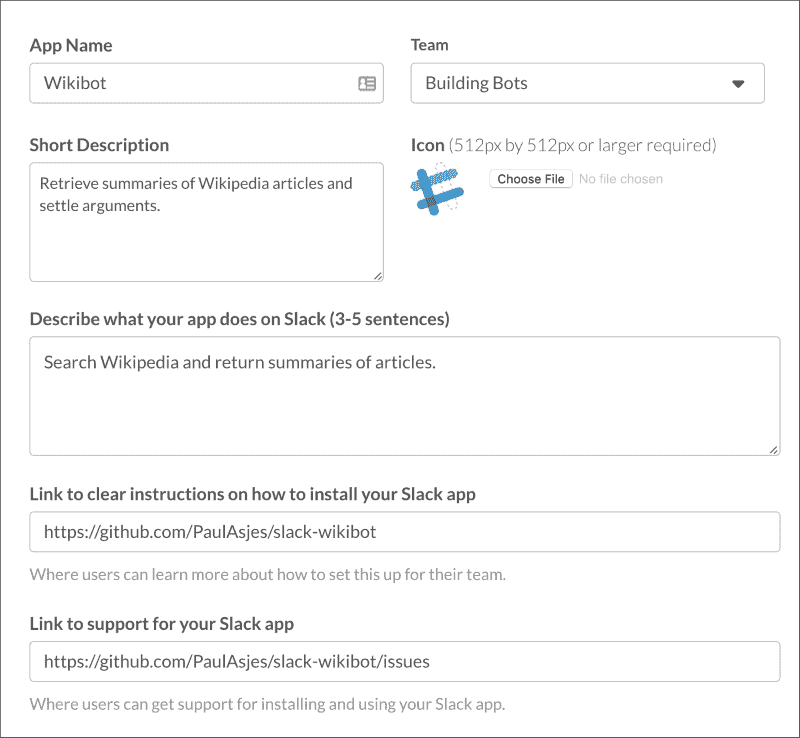 App Name
Team
Wikibot
Building Bots
Short Description
Icon (512px by 512px or larger required)
Retrieve summaries of Wikipedia articles and
settle arguments.
Choose File No file chosen
Describe what your app does on Slack (3-5 sentences)
Search Wikipedia and return summaries of articles.
Link to clear instructions on how to install your Slack app
https://github.com/PaulAsjes/slack-wikibot
Where users can learn more about how to set this up for their team.
Link to support for your Slack app
https://github.com/PaulAsjes/slack-wikibot/issues
Where users can get support for installing and using your Slack app.